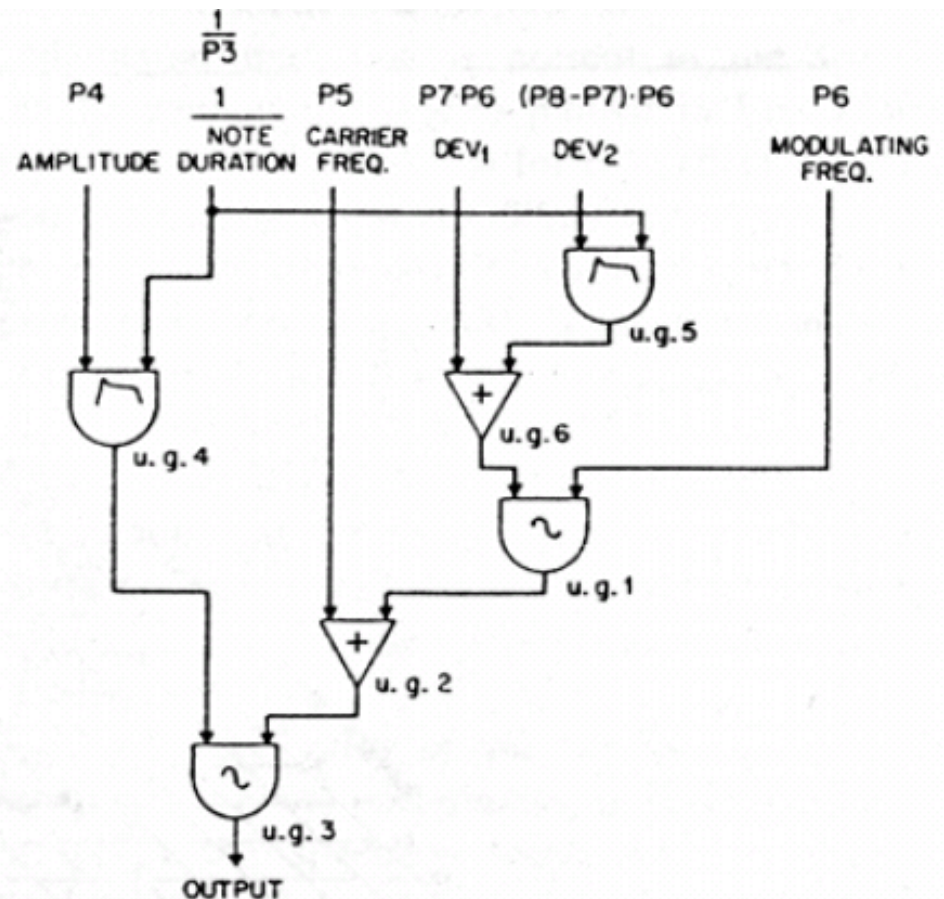 1
P3
P4 1 P5 P7·P6 (P8-P7)·P6 P6
AMPLITUDE NOTE DURATION CARRIER FREQ. DEV1 DEV2 MODULATING FREQ.
u.g.5
u.g.6
u.g.4
u.g.1
u.g.2
u.g.3
OUTPUT